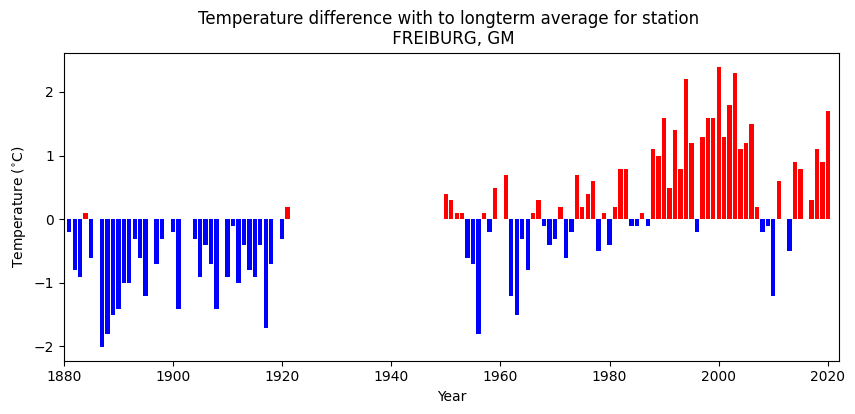 Temperature difference with to longterm average for station
FREIBURG, GM
Temperature (°C)
2
1
0
−1
−2
1880 1900 1920 1940 1960 1980 2000 2020
Year